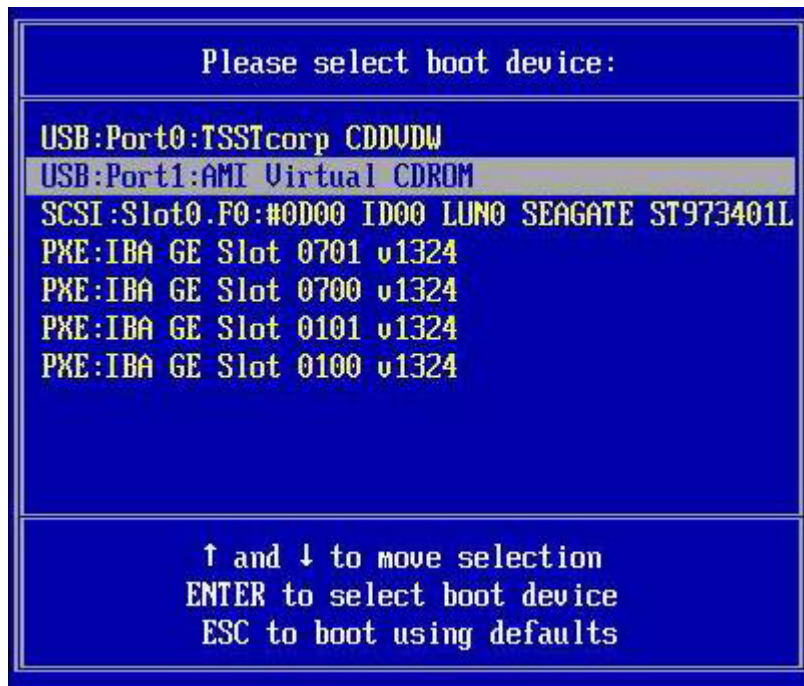 Please select boot device:
USB:Port0:TSSTcorp CDDVDW
USB:Port1:AMI Virtual CDROM
SCSI:Slot0.F0:#0D00 ID00 LUN0 SEAGATE ST973401L
PXE:IBA GE Slot 0701 v1324
PXE:IBA GE Slot 0700 v1324
PXE:IBA GE Slot 0101 v1324
PXE:IBA GE Slot 0100 v1324
↑ and ↓ to move selection
ENTER to select boot device
ESC to boot using defaults